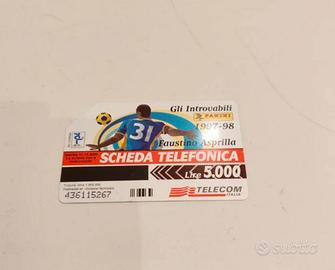 Gli Introvabili
PANINI
1997-98
31
Faustino Asprilla
SCHEDA TELEFONICA
Lire 5.000
TELECOM
ITALIA
436115267
subito